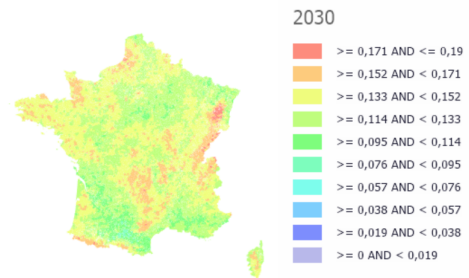 2030
>= 0,171 AND <= 0,19
>= 0,152 AND < 0,171
>= 0,133 AND < 0,152
>= 0,114 AND < 0,133
>= 0,095 AND < 0,114
>= 0,076 AND < 0,095
>= 0,057 AND < 0,076
>= 0,038 AND < 0,057
>= 0,019 AND < 0,038
>= 0 AND < 0,019